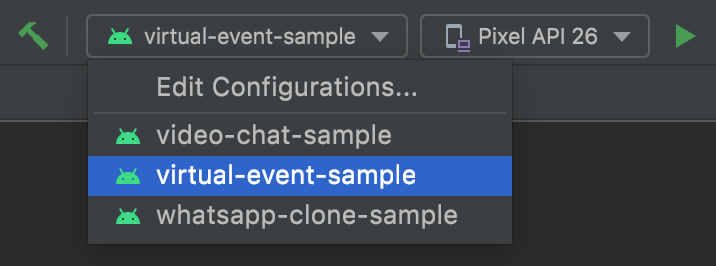 virtual-event-sample Pixel API 26
Edit Configurations...
video-chat-sample
virtual-event-sample
whatsapp-clone-sample